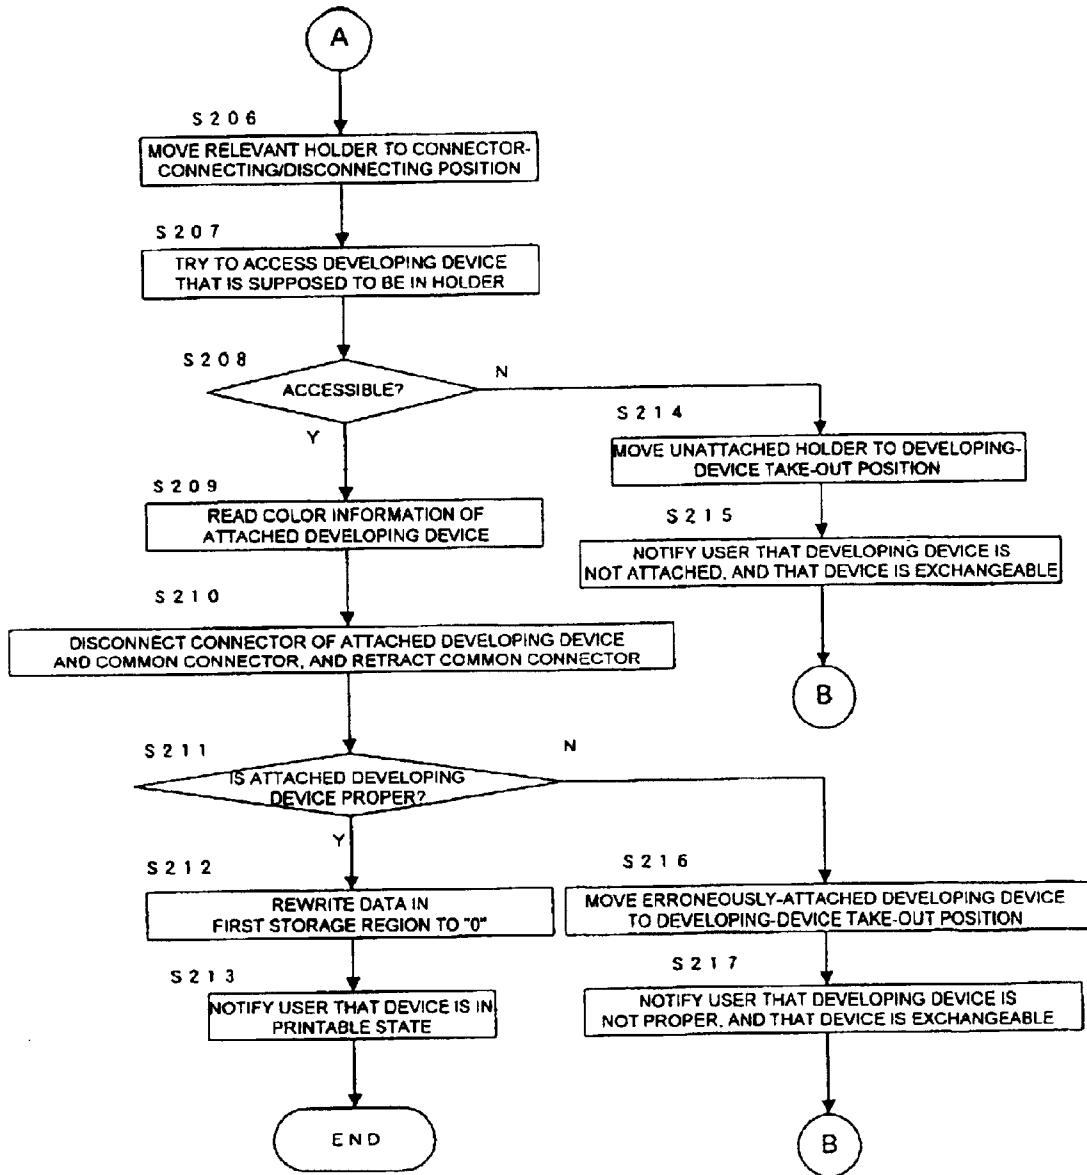 A
S206
MOVE RELEVANT HOLDER TO CONNECTOR-
CONNECTING/DISCONNECTING POSITION
S207
TRY TO ACCESS DEVELOPING DEVICE
THAT IS SUPPOSED TO BE IN HOLDER
S208
ACCESSIBLE?
N
Y
S214
MOVE UNATTACHED HOLDER TO DEVELOPING-
DEVICE TAKE-OUT POSITION
S209
READ COLOR INFORMATION OF
ATTACHED DEVELOPING DEVICE
S215
NOTIFY USER THAT DEVELOPING DEVICE IS
NOT ATTACHED, AND THAT DEVICE IS EXCHANGEABLE
S210
DISCONNECT CONNECTOR OF ATTACHED DEVELOPING DEVICE
AND COMMON CONNECTOR, AND RETRACT COMMON CONNECTOR
B
S211
IS ATTACHED DEVELOPING
DEVICE PROPER?
N
Y
S212
REWRITE DATA IN
FIRST STORAGE REGION TO "0"
S216
MOVE ERRONEOUSLY-ATTACHED DEVELOPING DEVICE
TO DEVELOPING-DEVICE TAKE-OUT POSITION
S213
NOTIFY USER THAT DEVICE IS IN
PRINTABLE STATE
S217
NOTIFY USER THAT DEVELOPING DEVICE IS
NOT PROPER, AND THAT DEVICE IS EXCHANGEABLE
END
B